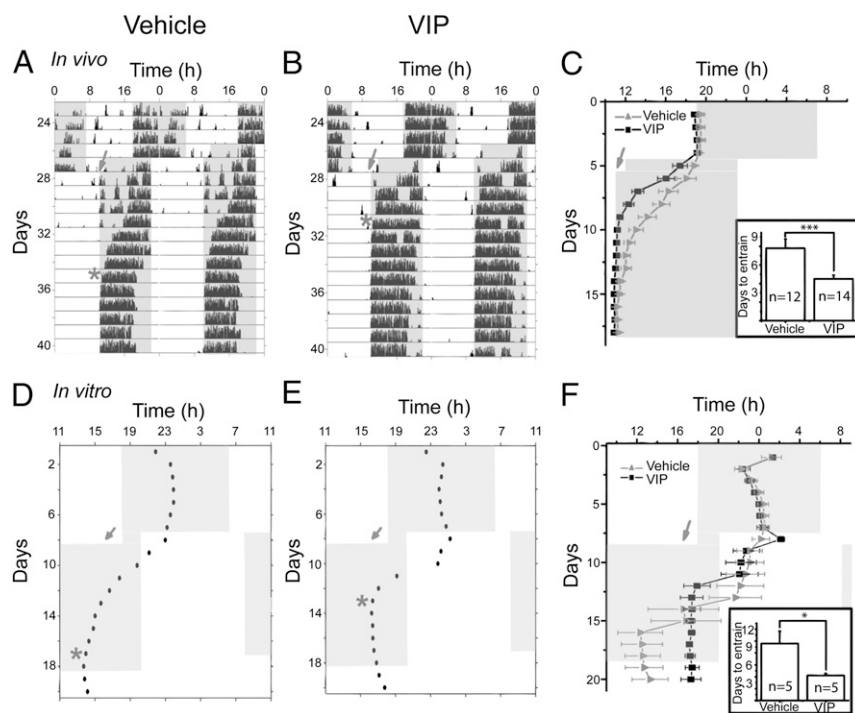 Vehicle VIP
A In vivo Time (h)
0 8 16 0 8 16 0
Days
24
28
32
36
40
*
B Time (h)
0 8 16 0 8 16 0
Days
24
28
32
36
41
*
C Time (h)
12 16 20 0 4 8
Days
0
5
10
15
Vehicle
VIP
Days to entrain
9
6
3
0
***
n=12 n=14
Vehicle VIP
D In vitro Time (h)
11 15 19 23 3 7 11
Days
2
6
10
14
18
*
E Time (h)
11 15 19 23 3 7 11
Days
2
6
10
14
18
*
F Time (h)
12 16 20 0 4 8
Days
0
5
10
15
20
Vehicle
VIP
Days to entrain
12
9
6
3
*
n=5 n=5
Vehicle VIP